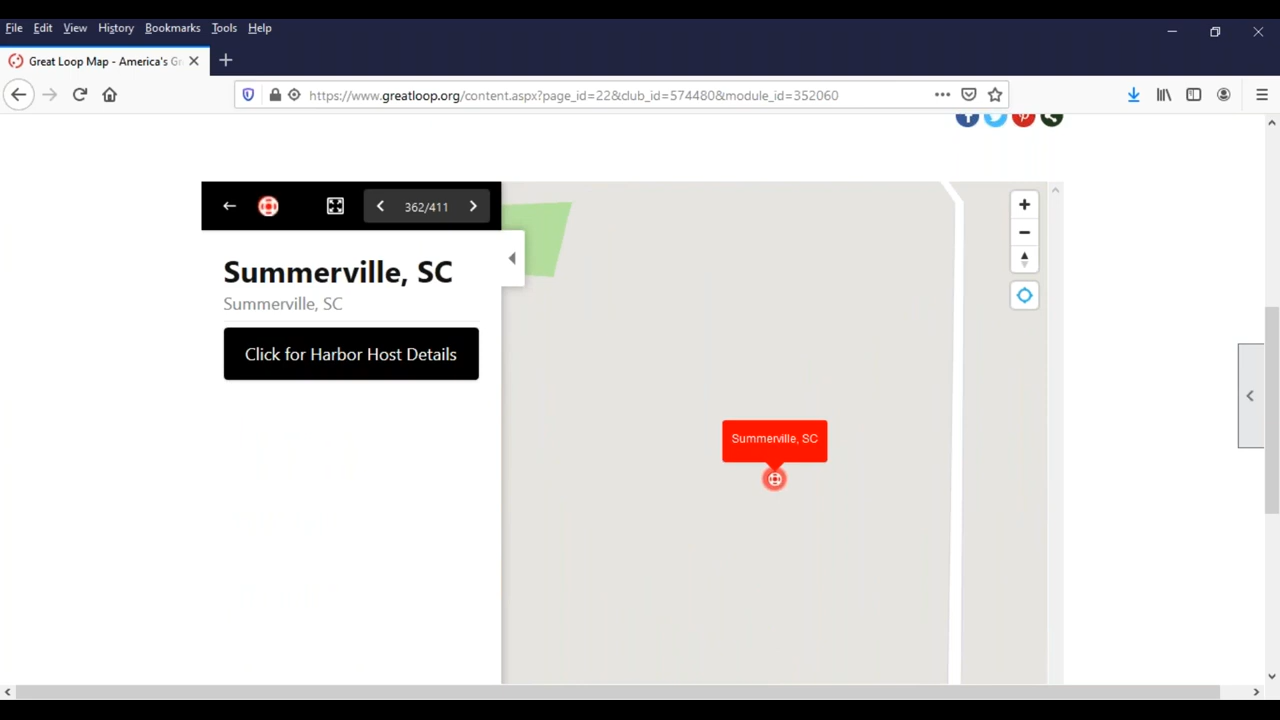 File Edit View History Bookmarks Tools Help
Great Loop Map - America's Gr
https://www.greatloop.org/content.aspx?page_id=22&club_id=574480&module_id=352060
362/411
Summerville, SC
Summerville, SC
Click for Harbor Host Details
Summerville, SC